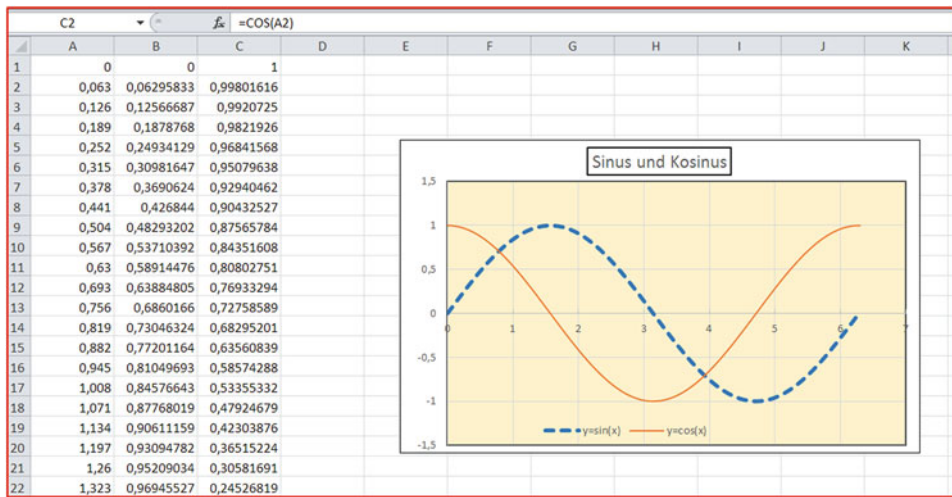 C2 fx =COS(A2)
A B C D E F G H I J K
1 0 0 1
2 0,063 0,06295833 0,99801616
3 0,126 0,12566687 0,9920725
4 0,189 0,1878768 0,9821926
5 0,252 0,24934129 0,96841568
6 0,315 0,30981647 0,95079638
7 0,378 0,3690624 0,92940462
8 0,441 0,426844 0,90432527
9 0,504 0,48293202 0,87565784
10 0,567 0,53710392 0,84351608
11 0,63 0,58914476 0,80802751
12 0,693 0,63884805 0,76933294
13 0,756 0,6860166 0,72758589
14 0,819 0,73046324 0,68295201
15 0,882 0,77201164 0,63560839
16 0,945 0,81049693 0,58574288
17 1,008 0,84576643 0,53355332
18 1,071 0,87768019 0,47924679
19 1,134 0,90611159 0,42303876
20 1,197 0,93094782 0,36515224
21 1,26 0,95209034 0,30581691
22 1,323 0,96945527 0,24526819
Sinus und Kosinus
1,5
1
0,5
0
0 1 2 3 4 5 6 7
-0,5
-1
y=sin(x) y=cos(x)
-1,5